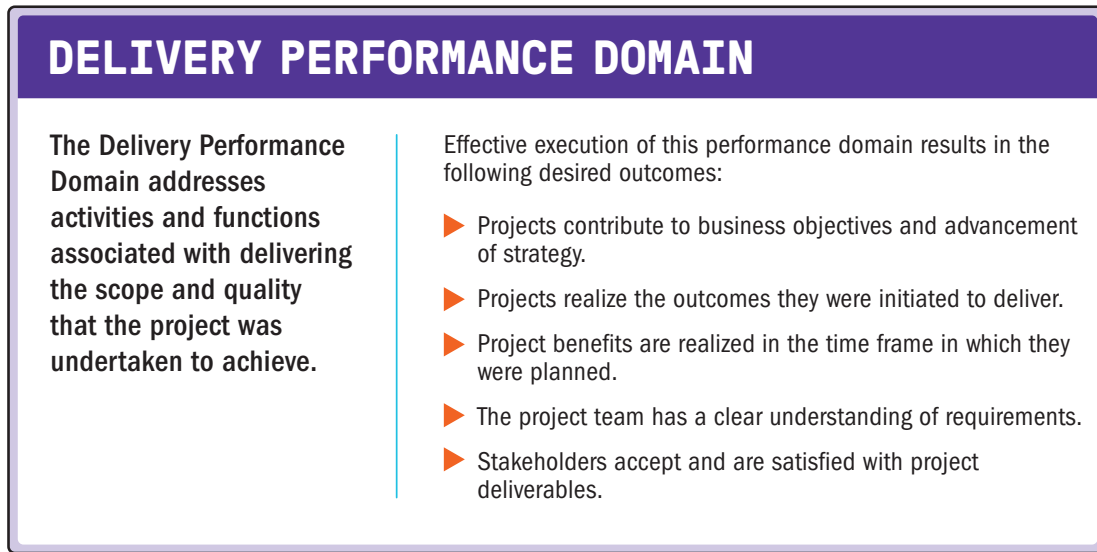 DELIVERY PERFORMANCE DOMAIN
The Delivery Performance
Domain addresses
activities and functions
associated with delivering
the scope and quality
that the project was
undertaken to achieve.
Effective execution of this performance domain results in the
following desired outcomes:
Projects contribute to business objectives and advancement
of strategy.
Projects realize the outcomes they were initiated to deliver.
Project benefits are realized in the time frame in which they
were planned.
The project team has a clear understanding of requirements.
Stakeholders accept and are satisfied with project
deliverables.